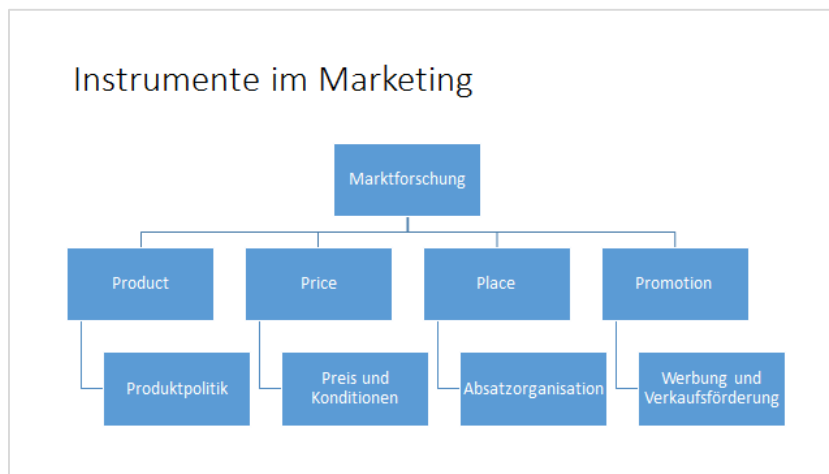 Instrumente im Marketing
Marktforschung
Product
Price
Place
Promotion
Produktpolitik
Preis und
Konditionen
Absatzorganisation
Werbung und
Verkaufsförderung